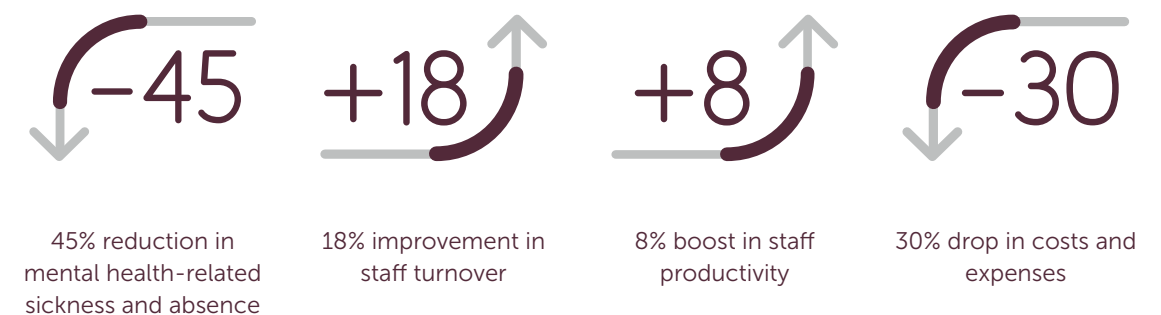 -45
+18
+8
-30
45% reduction in
mental health-related
sickness and absence
18% improvement in
staff turnover
8% boost in staff
productivity
30% drop in costs and
expenses